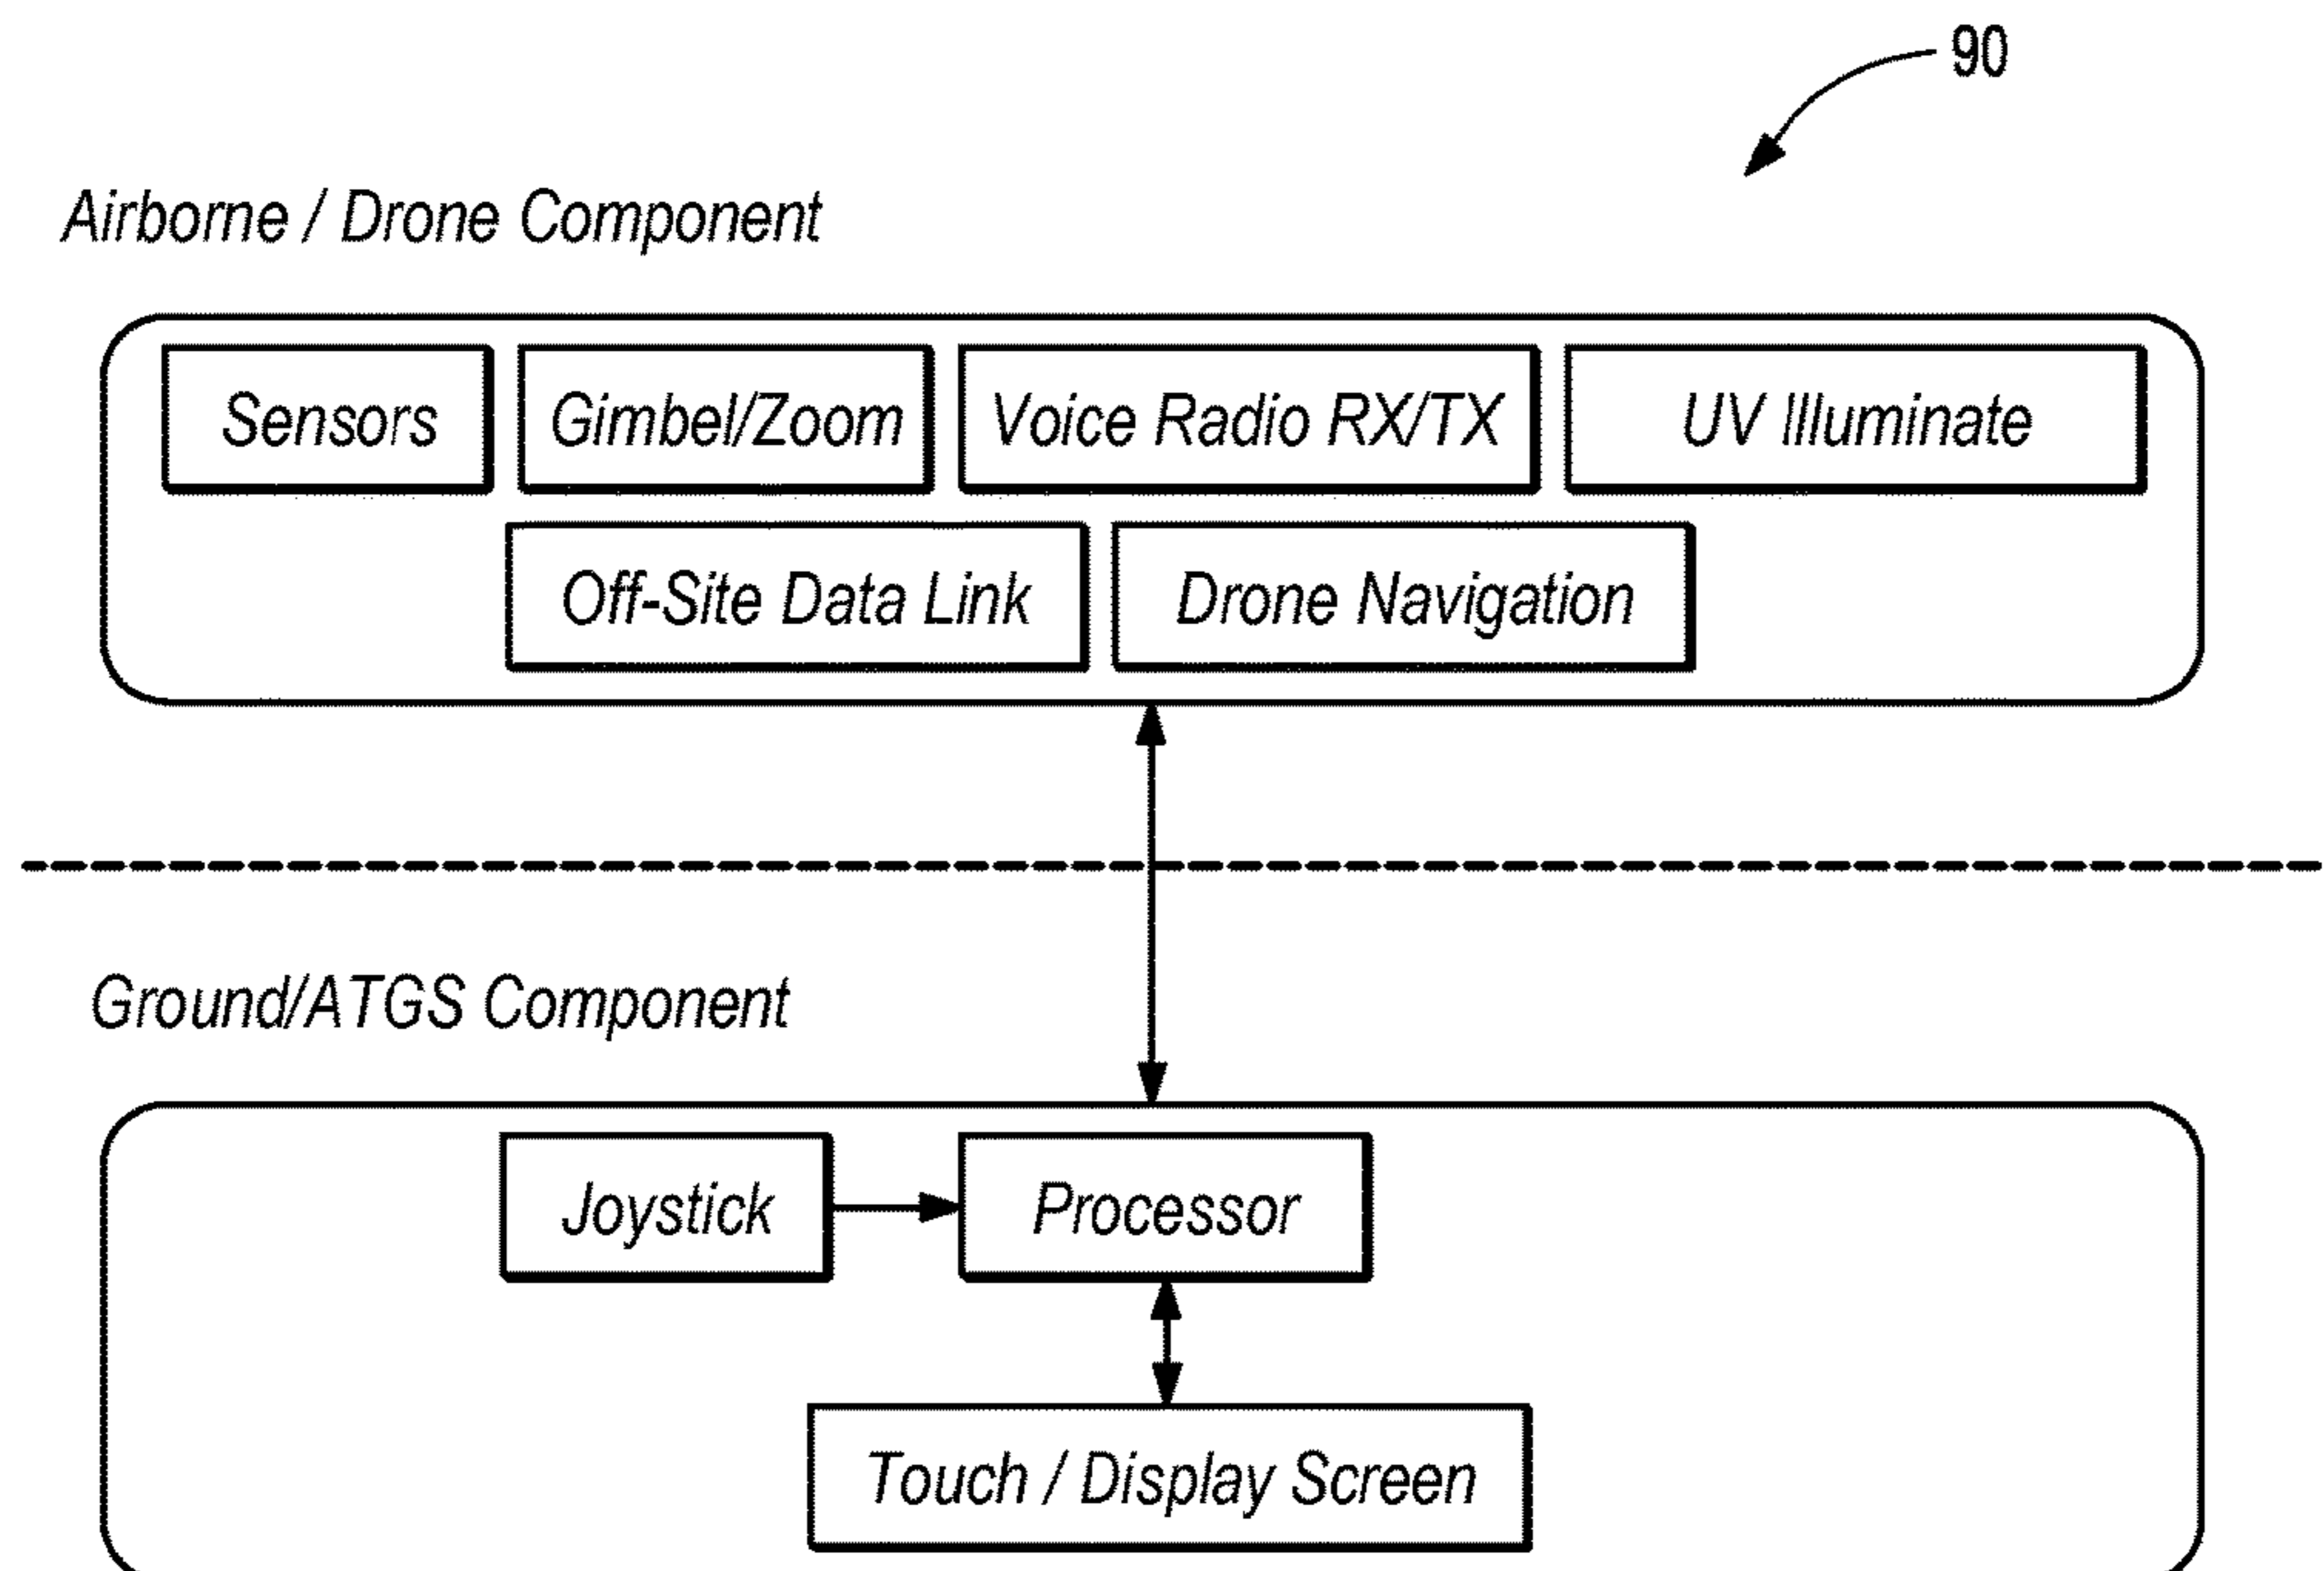 90
Airborne / Drone Component
Sensors
Gimbel/Zoom
Voice Radio RX/TX
UV Illuminate
Off-Site Data Link
Drone Navigation
Ground/ATGS Component
Joystick
Processor
Touch / Display Screen